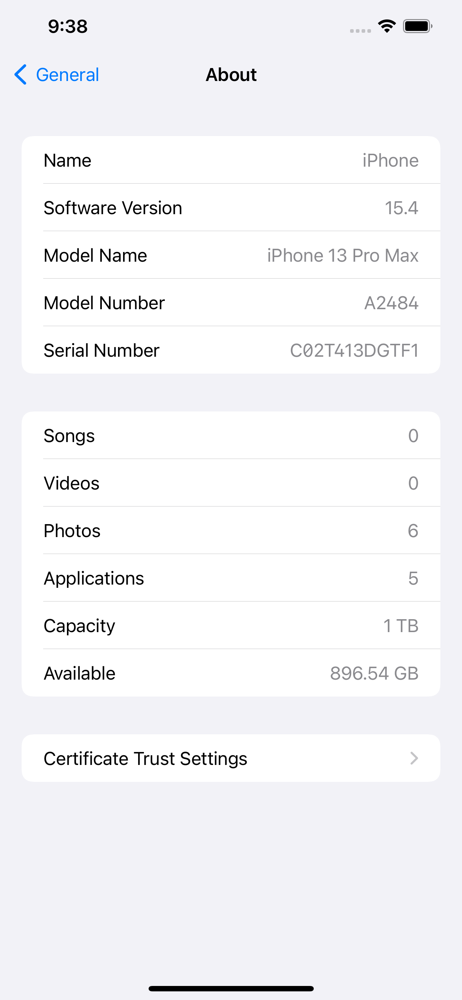 9:38
General About
Name iPhone
Software Version 15.4
Model Name iPhone 13 Pro Max
Model Number A2484
Serial Number C02T413DGTF1
Songs 0
Videos 0
Photos 6
Applications 5
Capacity 1 TB
Available 896.54 GB
Certificate Trust Settings